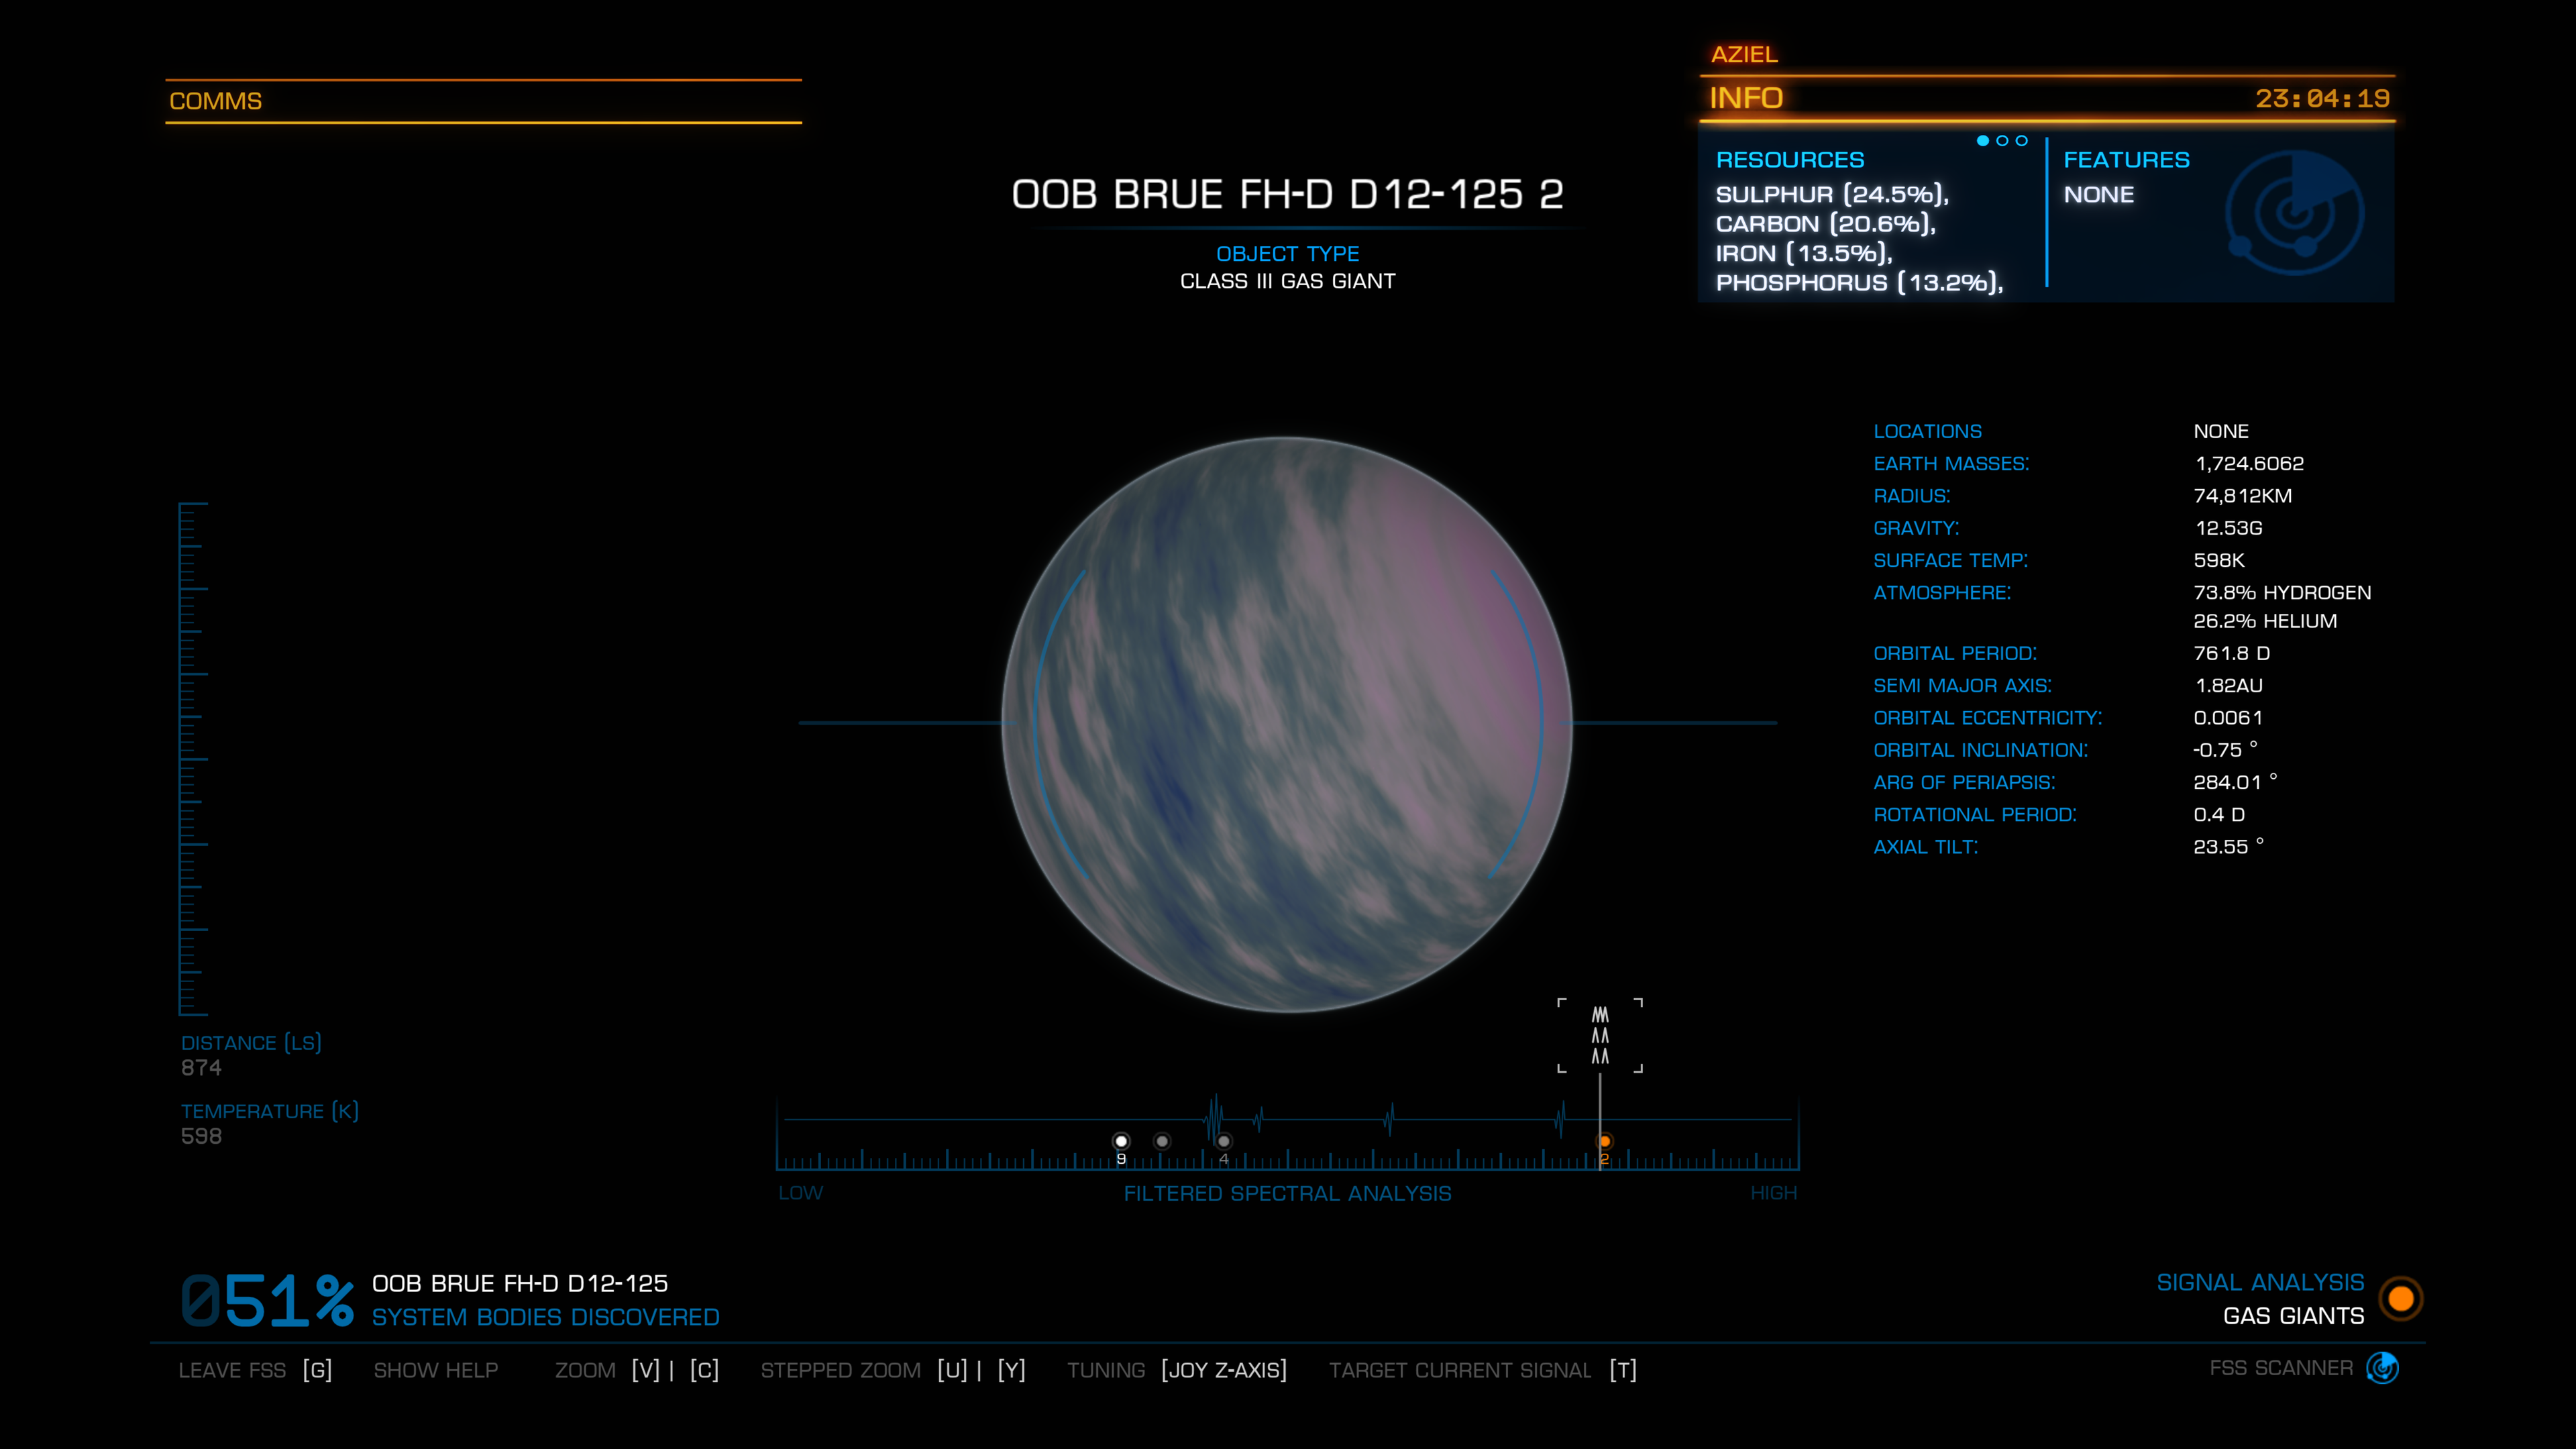 AZIEL
COMMS
INFO 23:04:19
RESOURCES
SULPHUR (24.5%),
CARBON (20.6%),
IRON (13.5%),
PHOSPHORUS (13.2%),
FEATURES
NONE
OOB BRUE FH-D D12-125 2
OBJECT TYPE
CLASS III GAS GIANT
LOCATIONS NONE
EARTH MASSES: 1,724.6062
RADIUS: 74,812KM
GRAVITY: 12.53G
SURFACE TEMP: 598K
ATMOSPHERE: 73.8% HYDROGEN
26.2% HELIUM
ORBITAL PERIOD: 761.8 D
SEMI MAJOR AXIS: 1.82AU
ORBITAL ECCENTRICITY: 0.0061
ORBITAL INCLINATION: -0.75 °
ARG OF PERIAPSIS: 284.01 °
ROTATIONAL PERIOD: 0.4 D
AXIAL TILT: 23.55 °
DISTANCE (LS)
874
TEMPERATURE (K)
598
9 4 2
LOW FILTERED SPECTRAL ANALYSIS HIGH
051% OOB BRUE FH-D D12-125
SYSTEM BODIES DISCOVERED
SIGNAL ANALYSIS
GAS GIANTS
LEAVE FSS [G] SHOW HELP ZOOM [V] | [C] STEPPED ZOOM [U] | [Y] TUNING [JOY Z-AXIS] TARGET CURRENT SIGNAL [T] FSS SCANNER